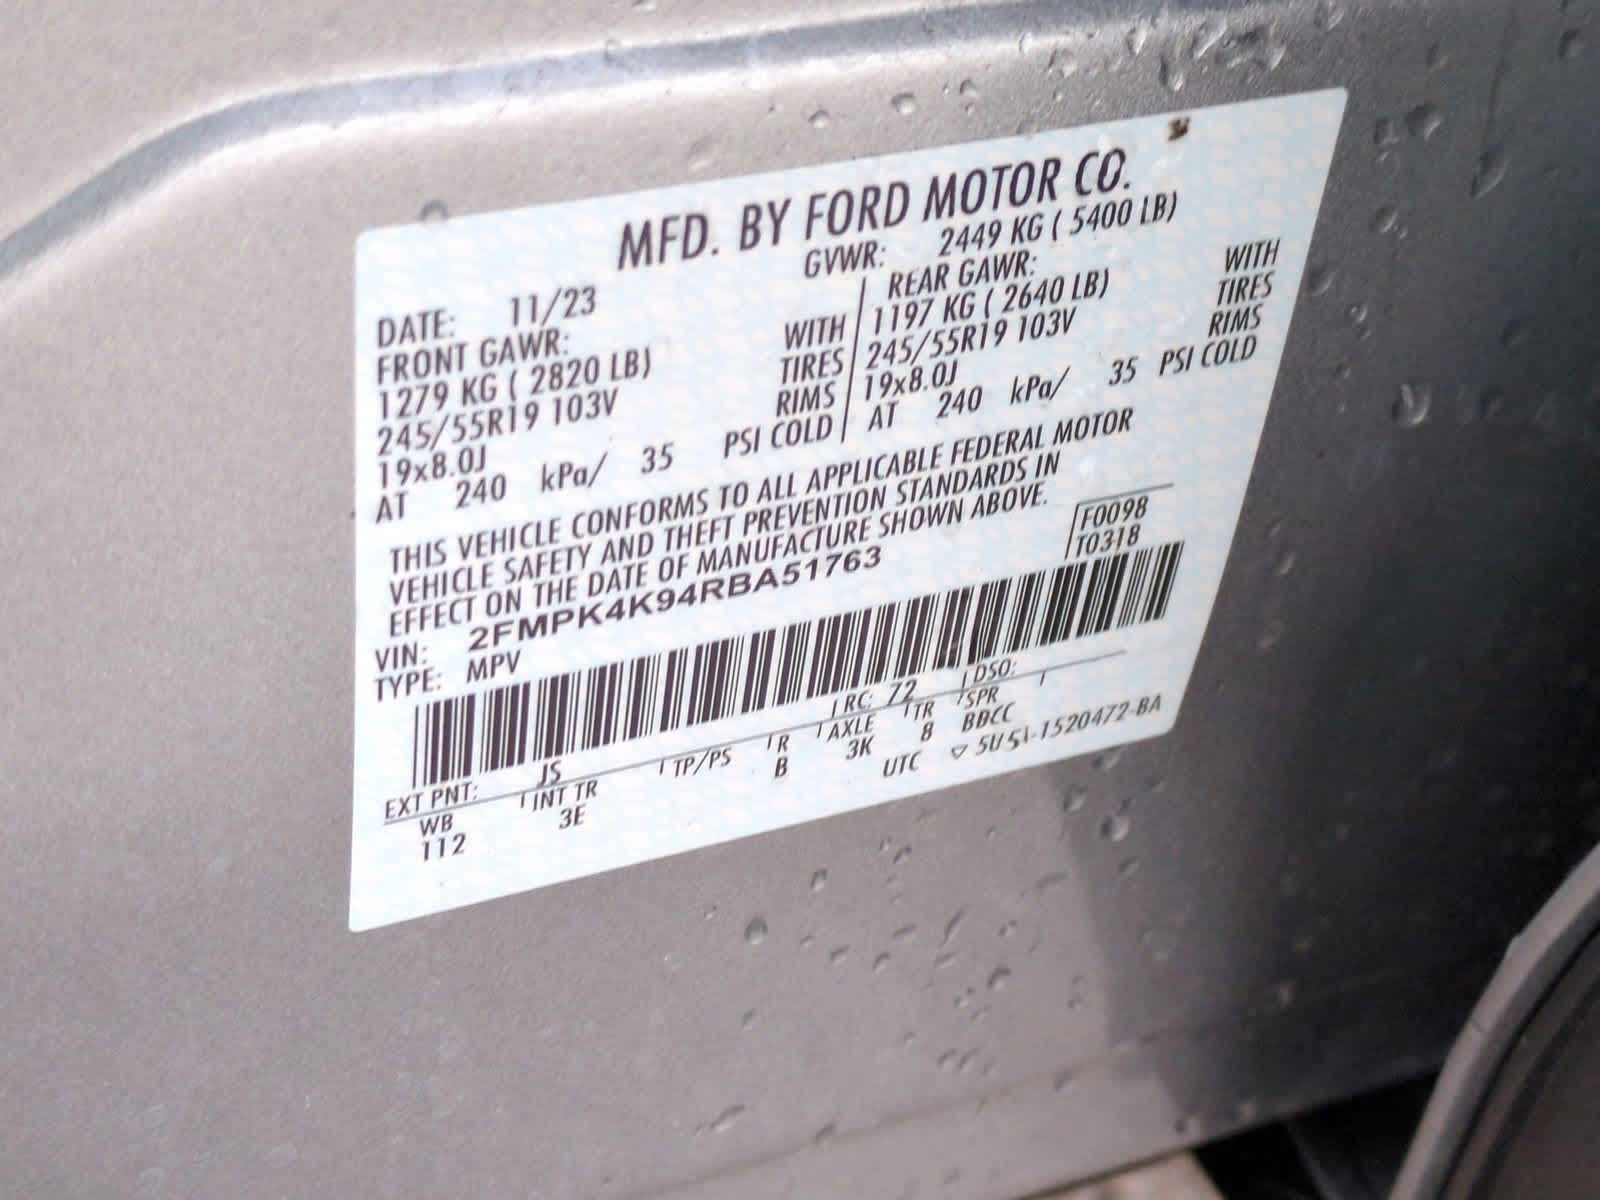 MFD. BY FORD MOTOR CO.
DATE: 11/23 GVWR: 2449 KG ( 5400 LB)
FRONT GAWR: REAR GAWR:
1279 KG ( 2820 LB) WITH 1197 KG ( 2640 LB) WITH
245/55R19 103V TIRES 245/55R19 103V TIRES
19x8.0J RIMS 19x8.0J RIMS
AT 240 kPa/ 35 PSI COLD AT 240 kPa/ 35 PSI COLD
THIS VEHICLE CONFORMS TO ALL APPLICABLE FEDERAL MOTOR
VEHICLE SAFETY AND THEFT PREVENTION STANDARDS IN
EFFECT ON THE DATE OF MANUFACTURE SHOWN ABOVE.
F0098
VIN: 2FMPK4K94RBA51763 T0318
TYPE: MPV
EXT PNT: JS RC: 72 DSO:
WB INT TR TP/PS R AXLE TR SPR
112 3E B 3K 8 BBCC
UTC 5U5A-1520472-BA